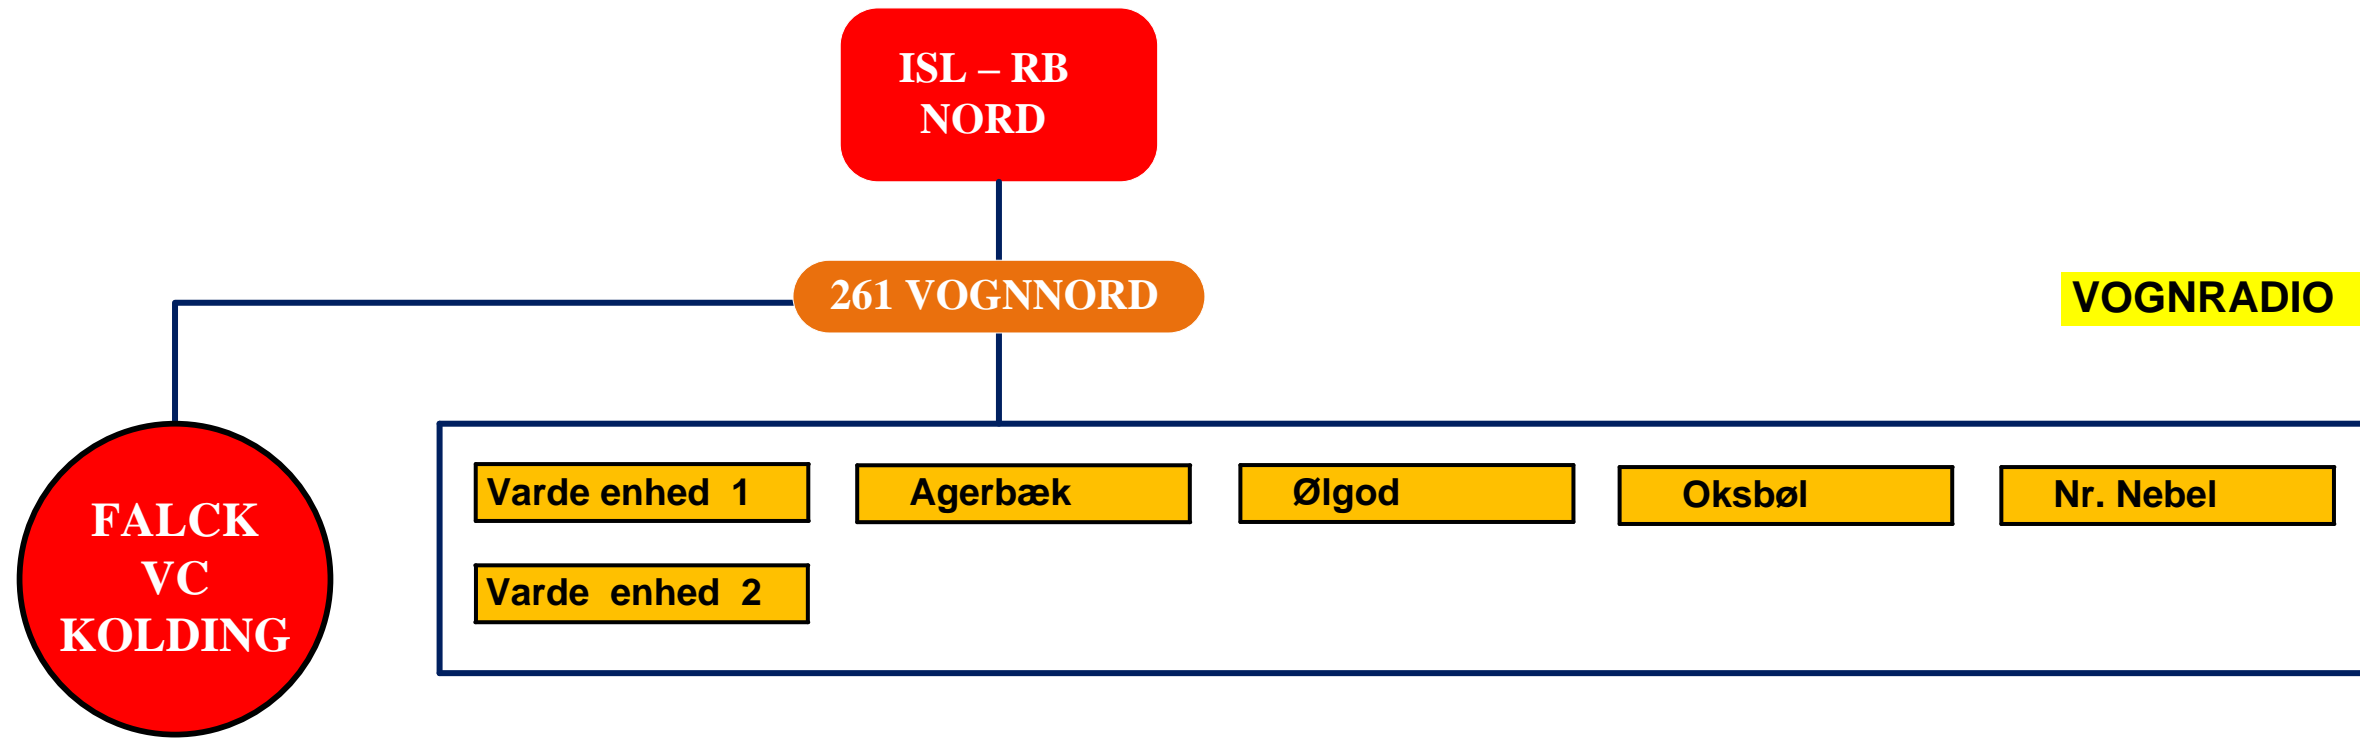 ISL – RB
NORD
261 VOGNNORD
VOGNRADIO
FALCK
VC
KOLDING
Varde enhed 1
Agerbæk
Ølgod
Oksbøl
Nr. Nebel
Varde enhed 2